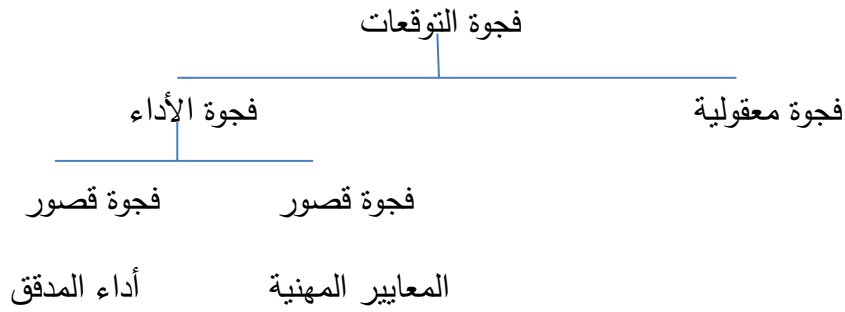 فجوة التوقعات
فجوة معقولية
فجوة الأداء
فجوة قصور
فجوة قصور
المعايير المهنية
أداء المدقق